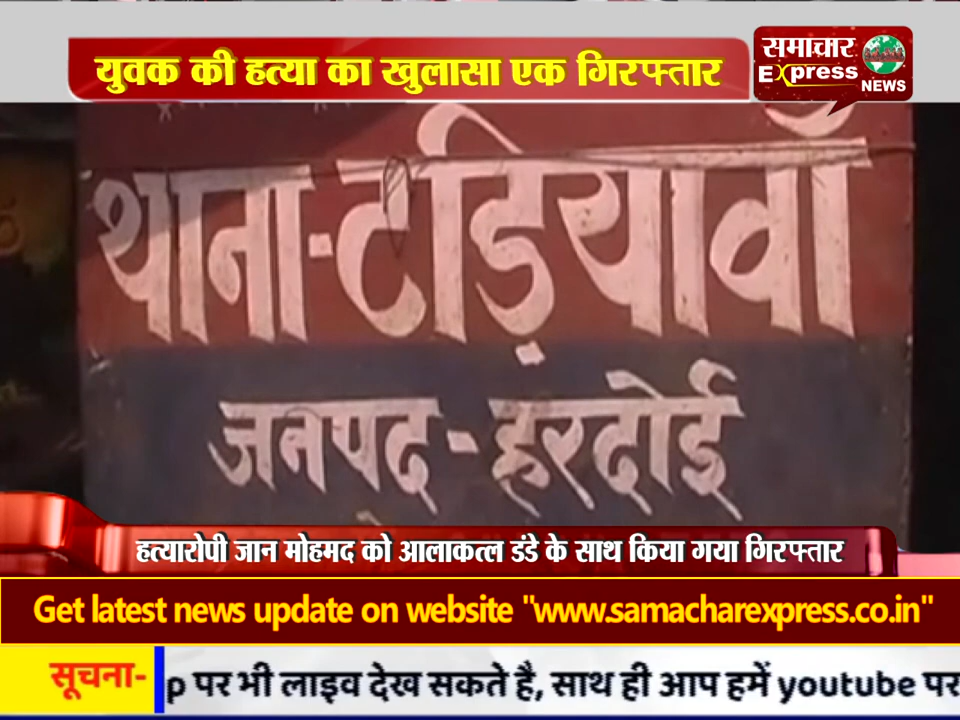 युवक की हत्या का खुलासा एक गिरफ्तार
समाचार
Express
NEWS
थाना-टड़ियावाँ
जनपद-हरदोई
हत्यारोपी जान मोहमद को आलाकत्ल डंडे के साथ किया गया गिरफ्तार
Get latest news update on website "www.samacharexpress.co.in"
सूचना- p पर भी लाइव देख सकते है, साथ ही आप हमें youtube पर